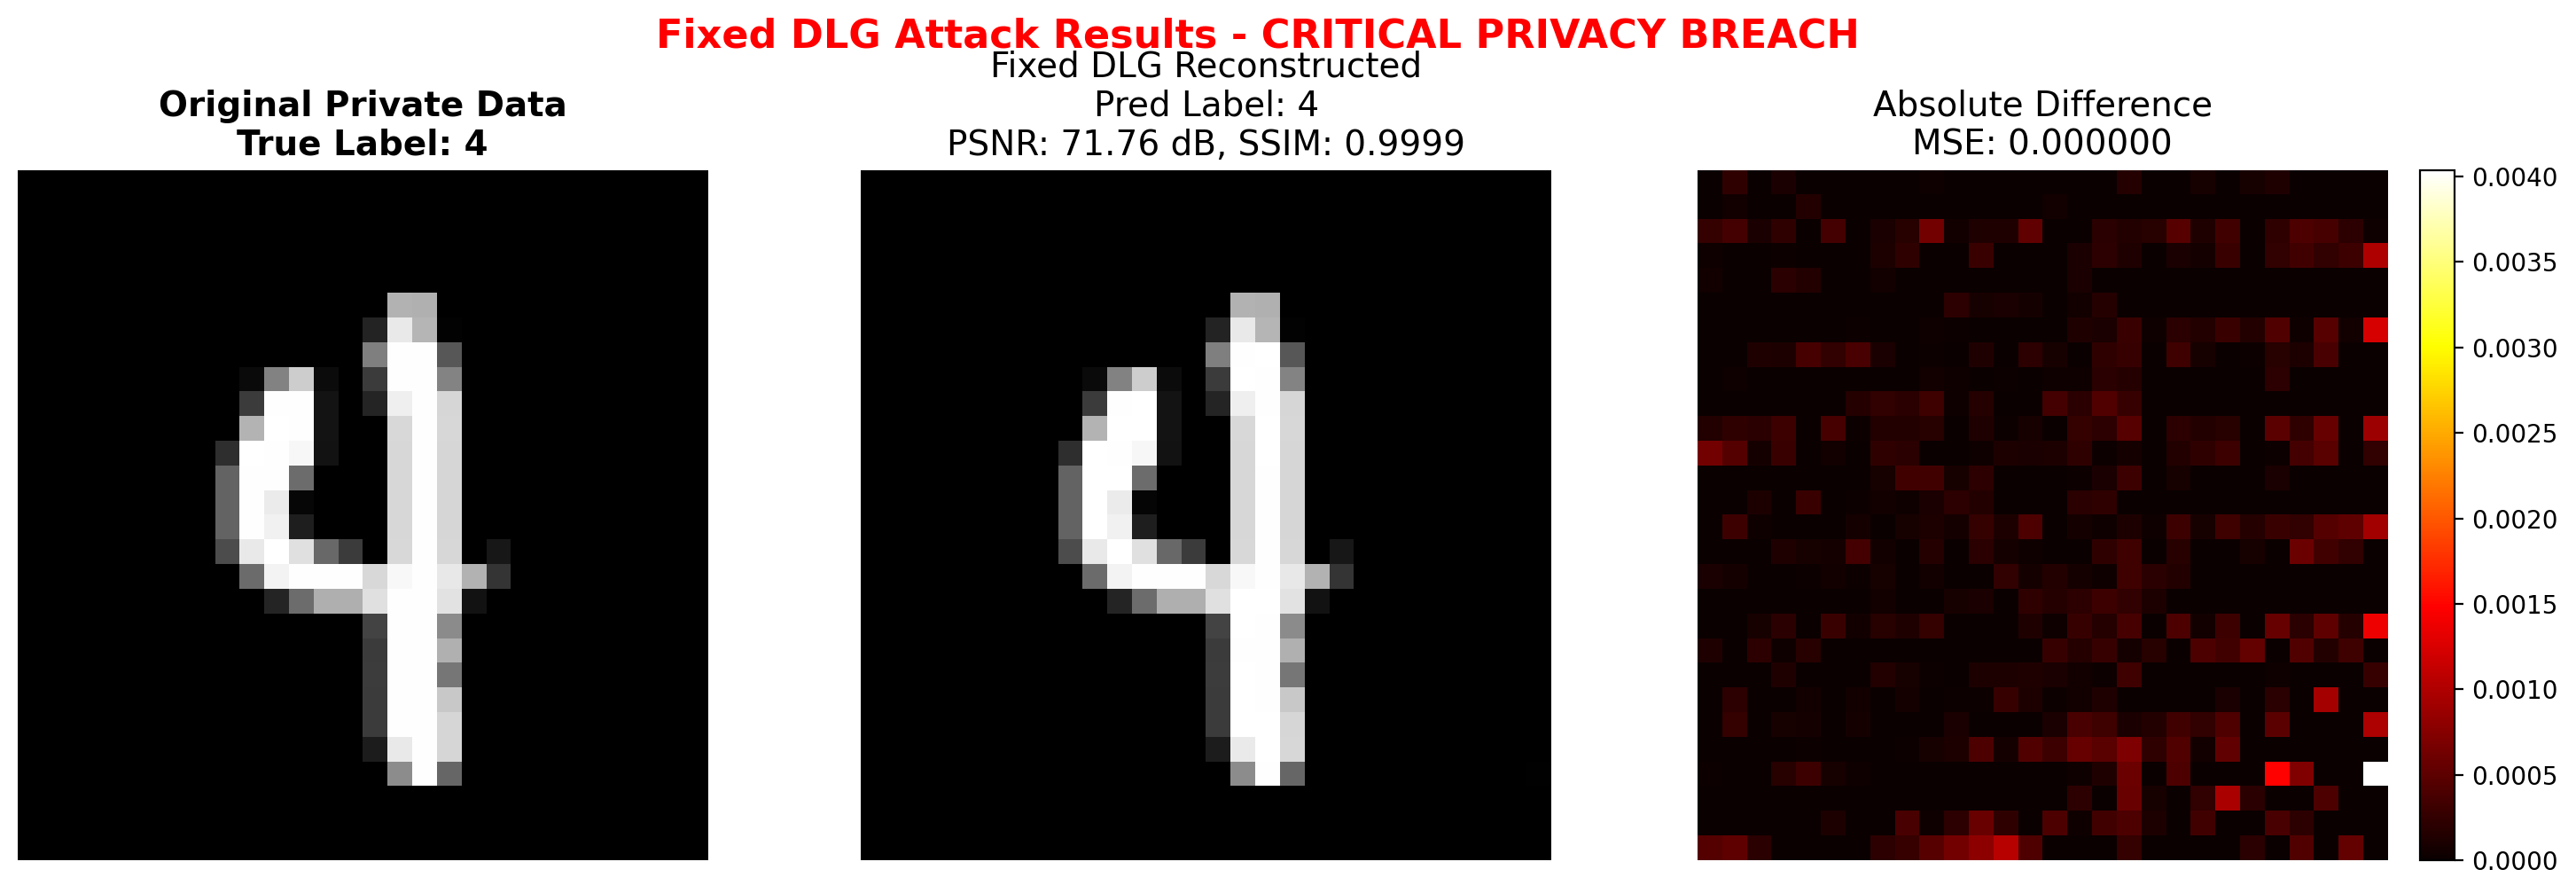 Fixed DLG Attack Results - CRITICAL PRIVACY BREACH
Original Private Data
True Label: 4
Fixed DLG Reconstructed
Pred Label: 4
PSNR: 71.76 dB, SSIM: 0.9999
Absolute Difference
MSE: 0.000000
4
4
0.0040
0.0035
0.0030
0.0025
0.0020
0.0015
0.0010
0.0005
0.0000